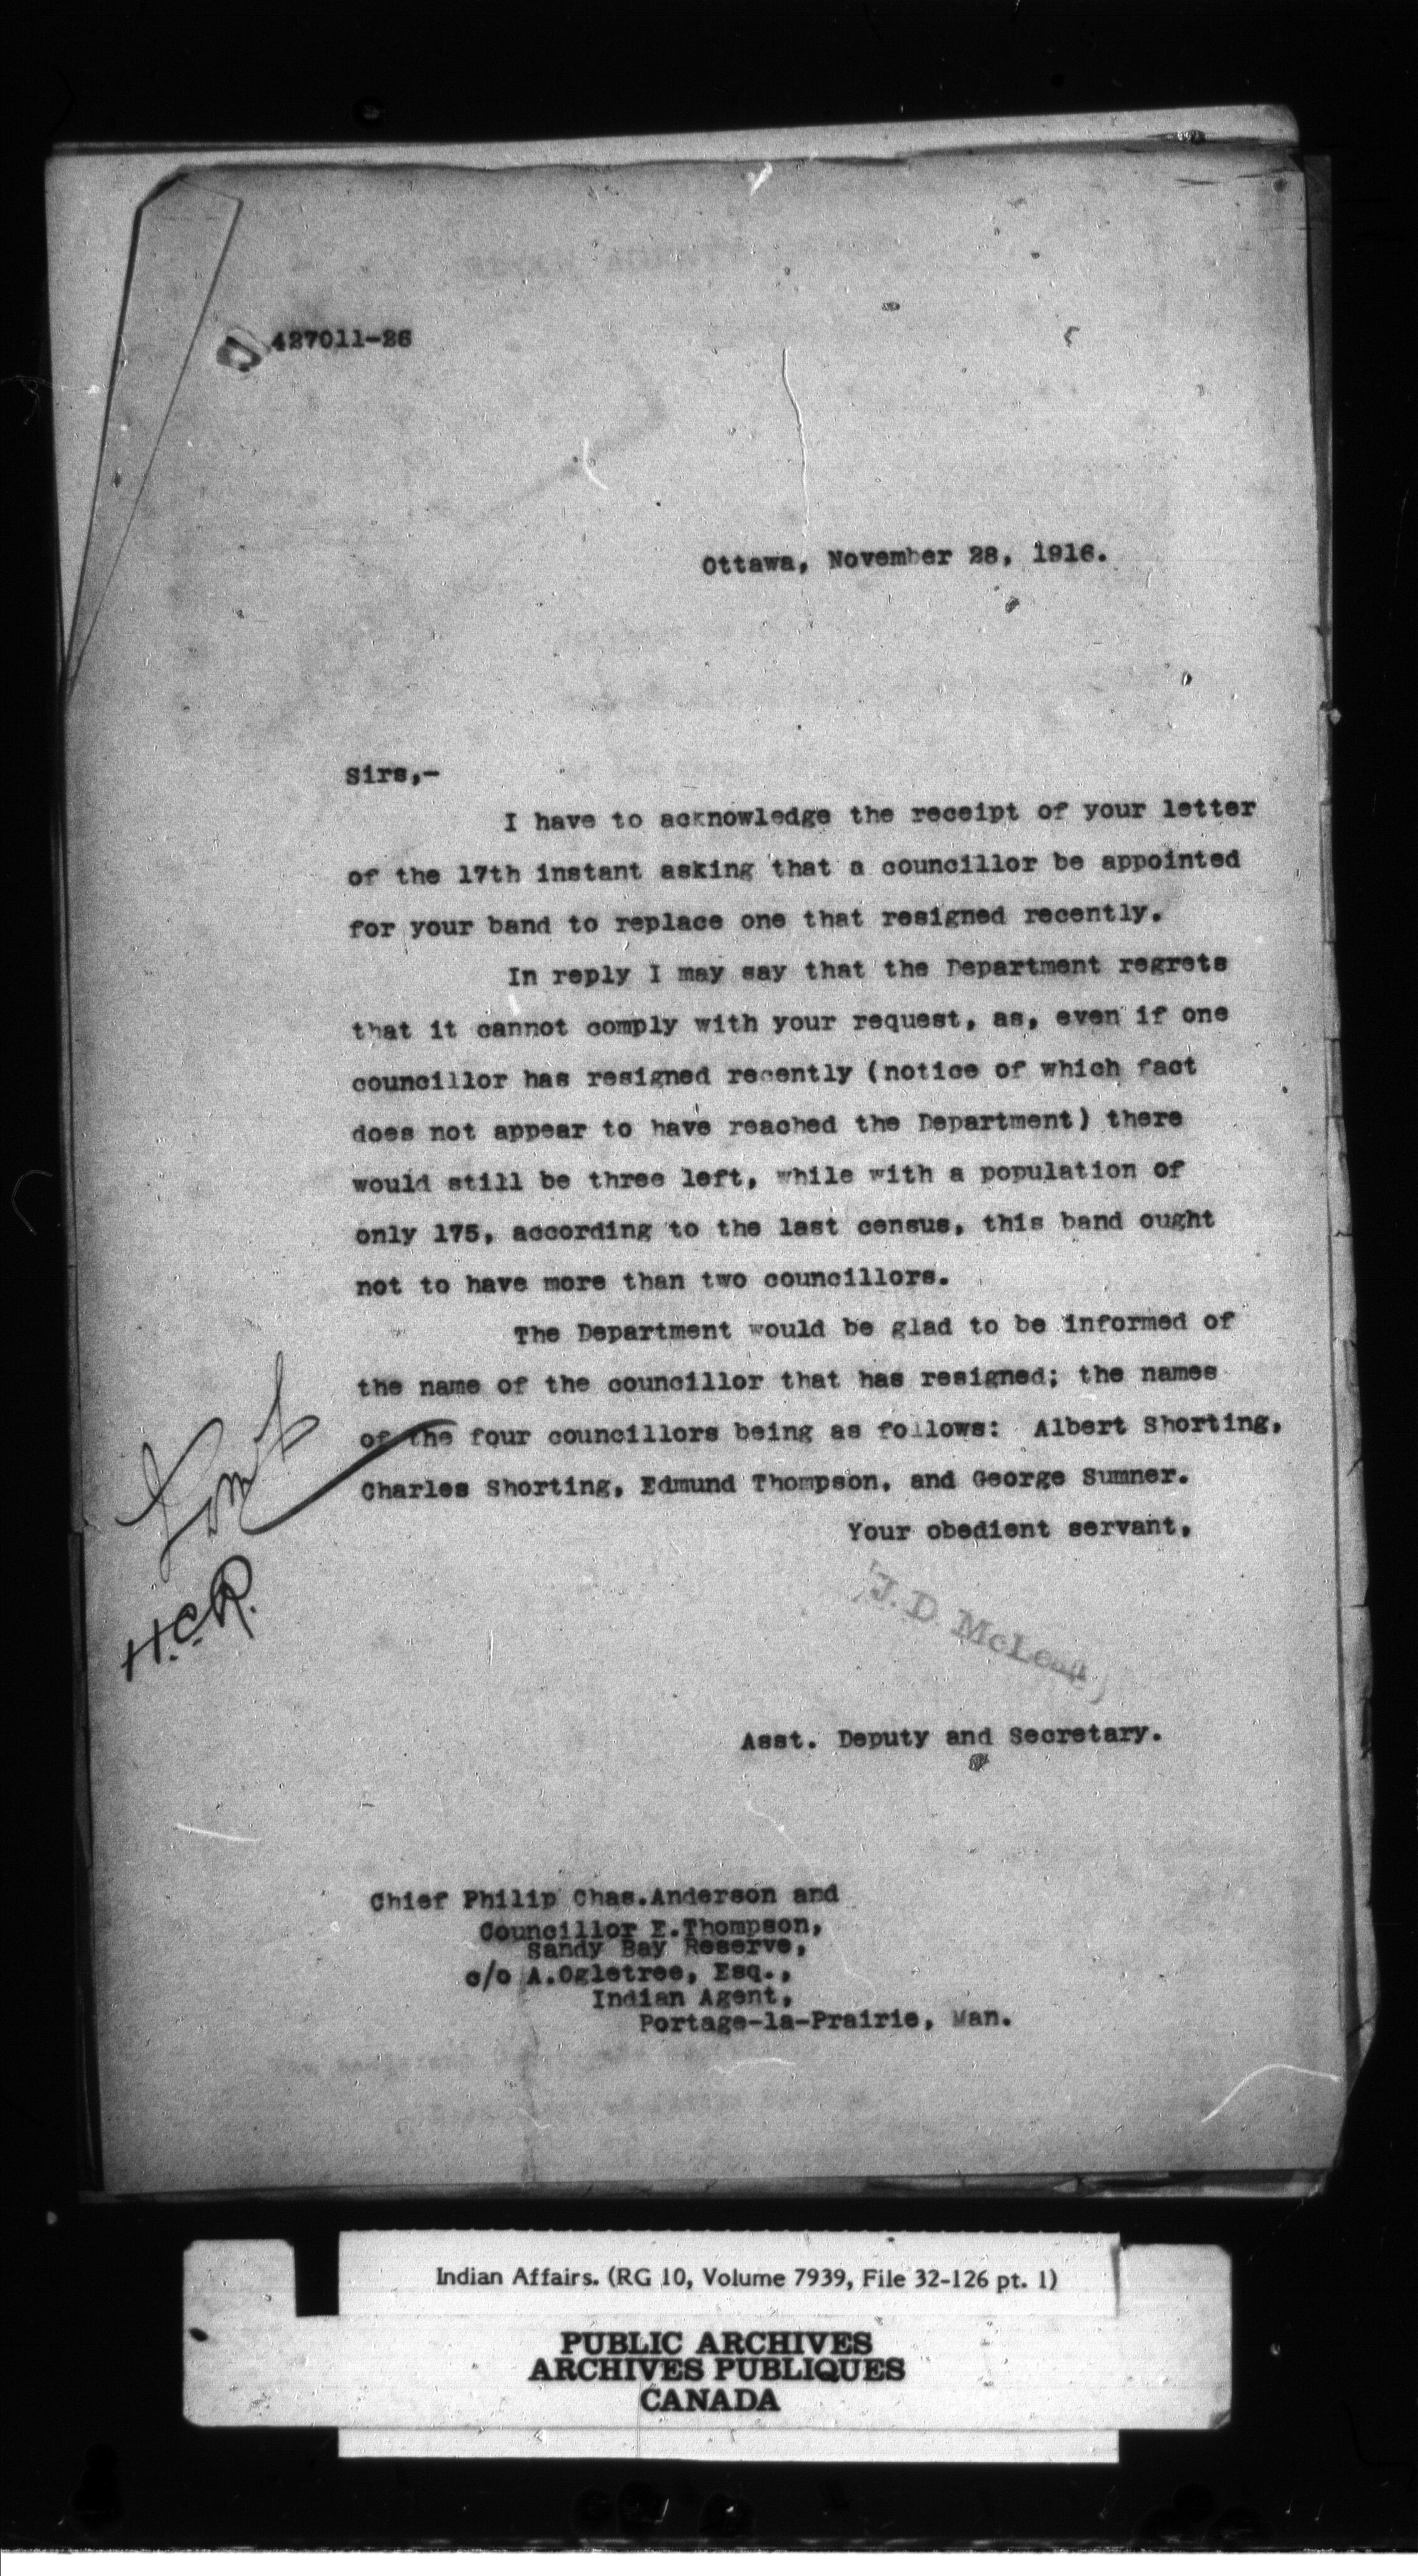 427011-26
Ottawa, November 28, 1916.
Sirs,-
I have to acknowledge the receipt of your letter
of the 17th instant asking that a councillor be appointed
for your band to replace one that resigned recently.
In reply I may say that the Department regrets
that it cannot comply with your request, as, even if one
councillor has resigned recently (notice of which fact
does not appear to have reached the Department) there
would still be three left, while with a population of
only 175, according to the last census, this band ought
not to have more than two councillors.
The Department would be glad to be informed of
the name of the councillor that has resigned; the names
of the four councillors being as follows: Albert Shorting,
Charles Shorting, Edmund Thompson, and George Sumner.
Your obedient servant,
H.C.R.
J. D. McLean
Asst. Deputy and Secretary.
Chief Philip Chas.Anderson and
Councillor E.Thompson,
Sandy Bay Reserve,
c/o A.Ogletree, Esq.,
Indian Agent,
Portage-la-Prairie, Man.
Indian Affairs. (RG 10, Volume 7939, File 32-126 pt. 1)
PUBLIC ARCHIVES
ARCHIVES PUBLIQUES
CANADA